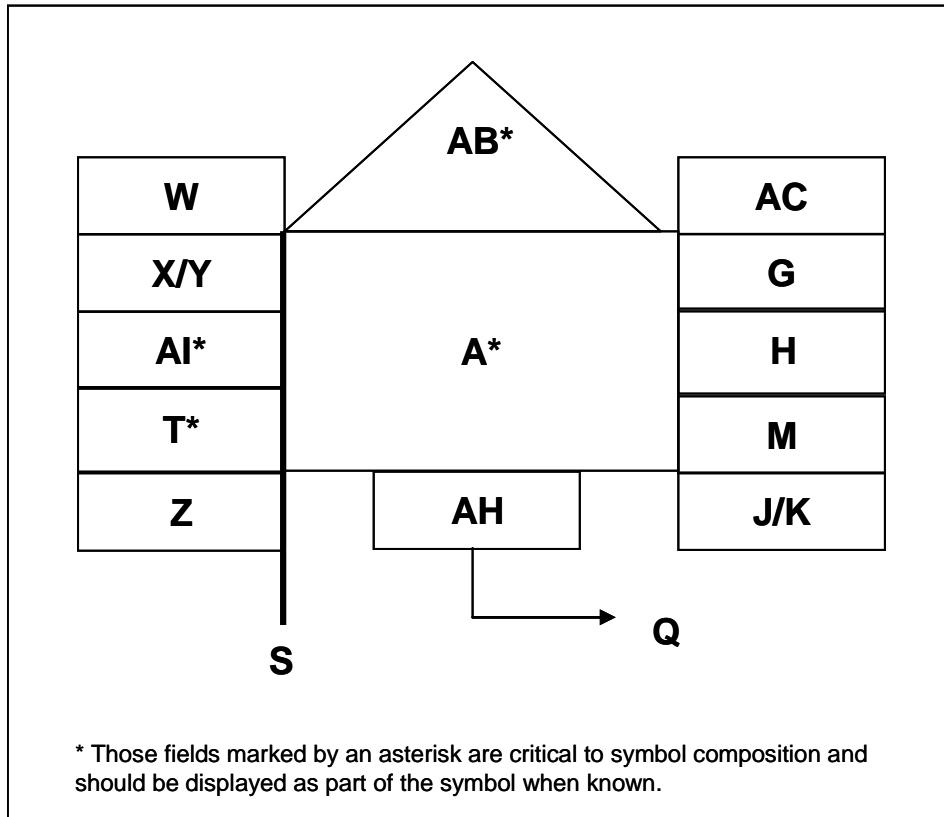 AB*
W
AC
X/Y
G
AI*
A*
H
T*
M
Z
AH
J/K
Q
S
* Those fields marked by an asterisk are critical to symbol composition and
should be displayed as part of the symbol when known.